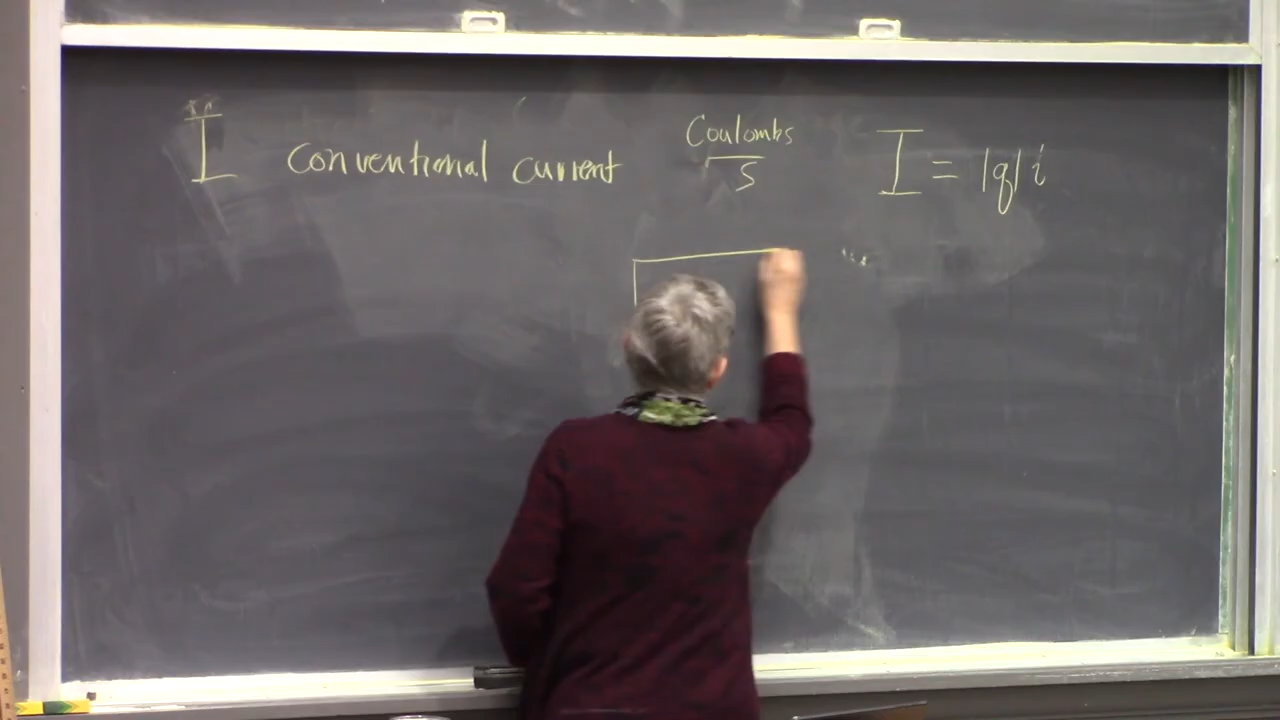 I conventional current Coulombs/s I = |q| i